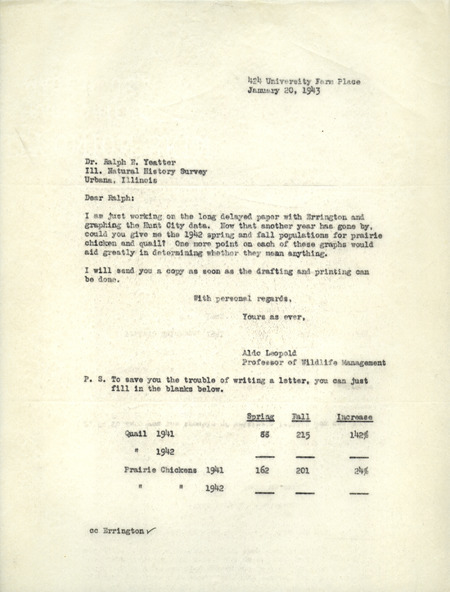 424 University Farm Place
January 20, 1943
Dr. Ralph E. Yeatter
Ill. Natural History Survey
Urbana, Illinois
Dear Ralph:
I am just working on the long delayed paper with Errington and
graphing the Hunt City data. Now that another year has gone by,
could you give me the 1942 spring and fall populations for prairie
chicken and quail? One more point on each of these graphs would
aid greatly in determining whether they mean anything.
I will send you a copy as soon as the drafting and printing can
be done.
With personal regards,
Yours as ever,
Aldo Leopold
Professor of Wildlife Management
P. S. To save you the trouble of writing a letter, you can just
fill in the blanks below.
Spring Fall Increase
Quail 1941 88 215 142%
" 1942
Prairie Chickens 1941 162 201 24%
" " 1942
cc Errington ✓